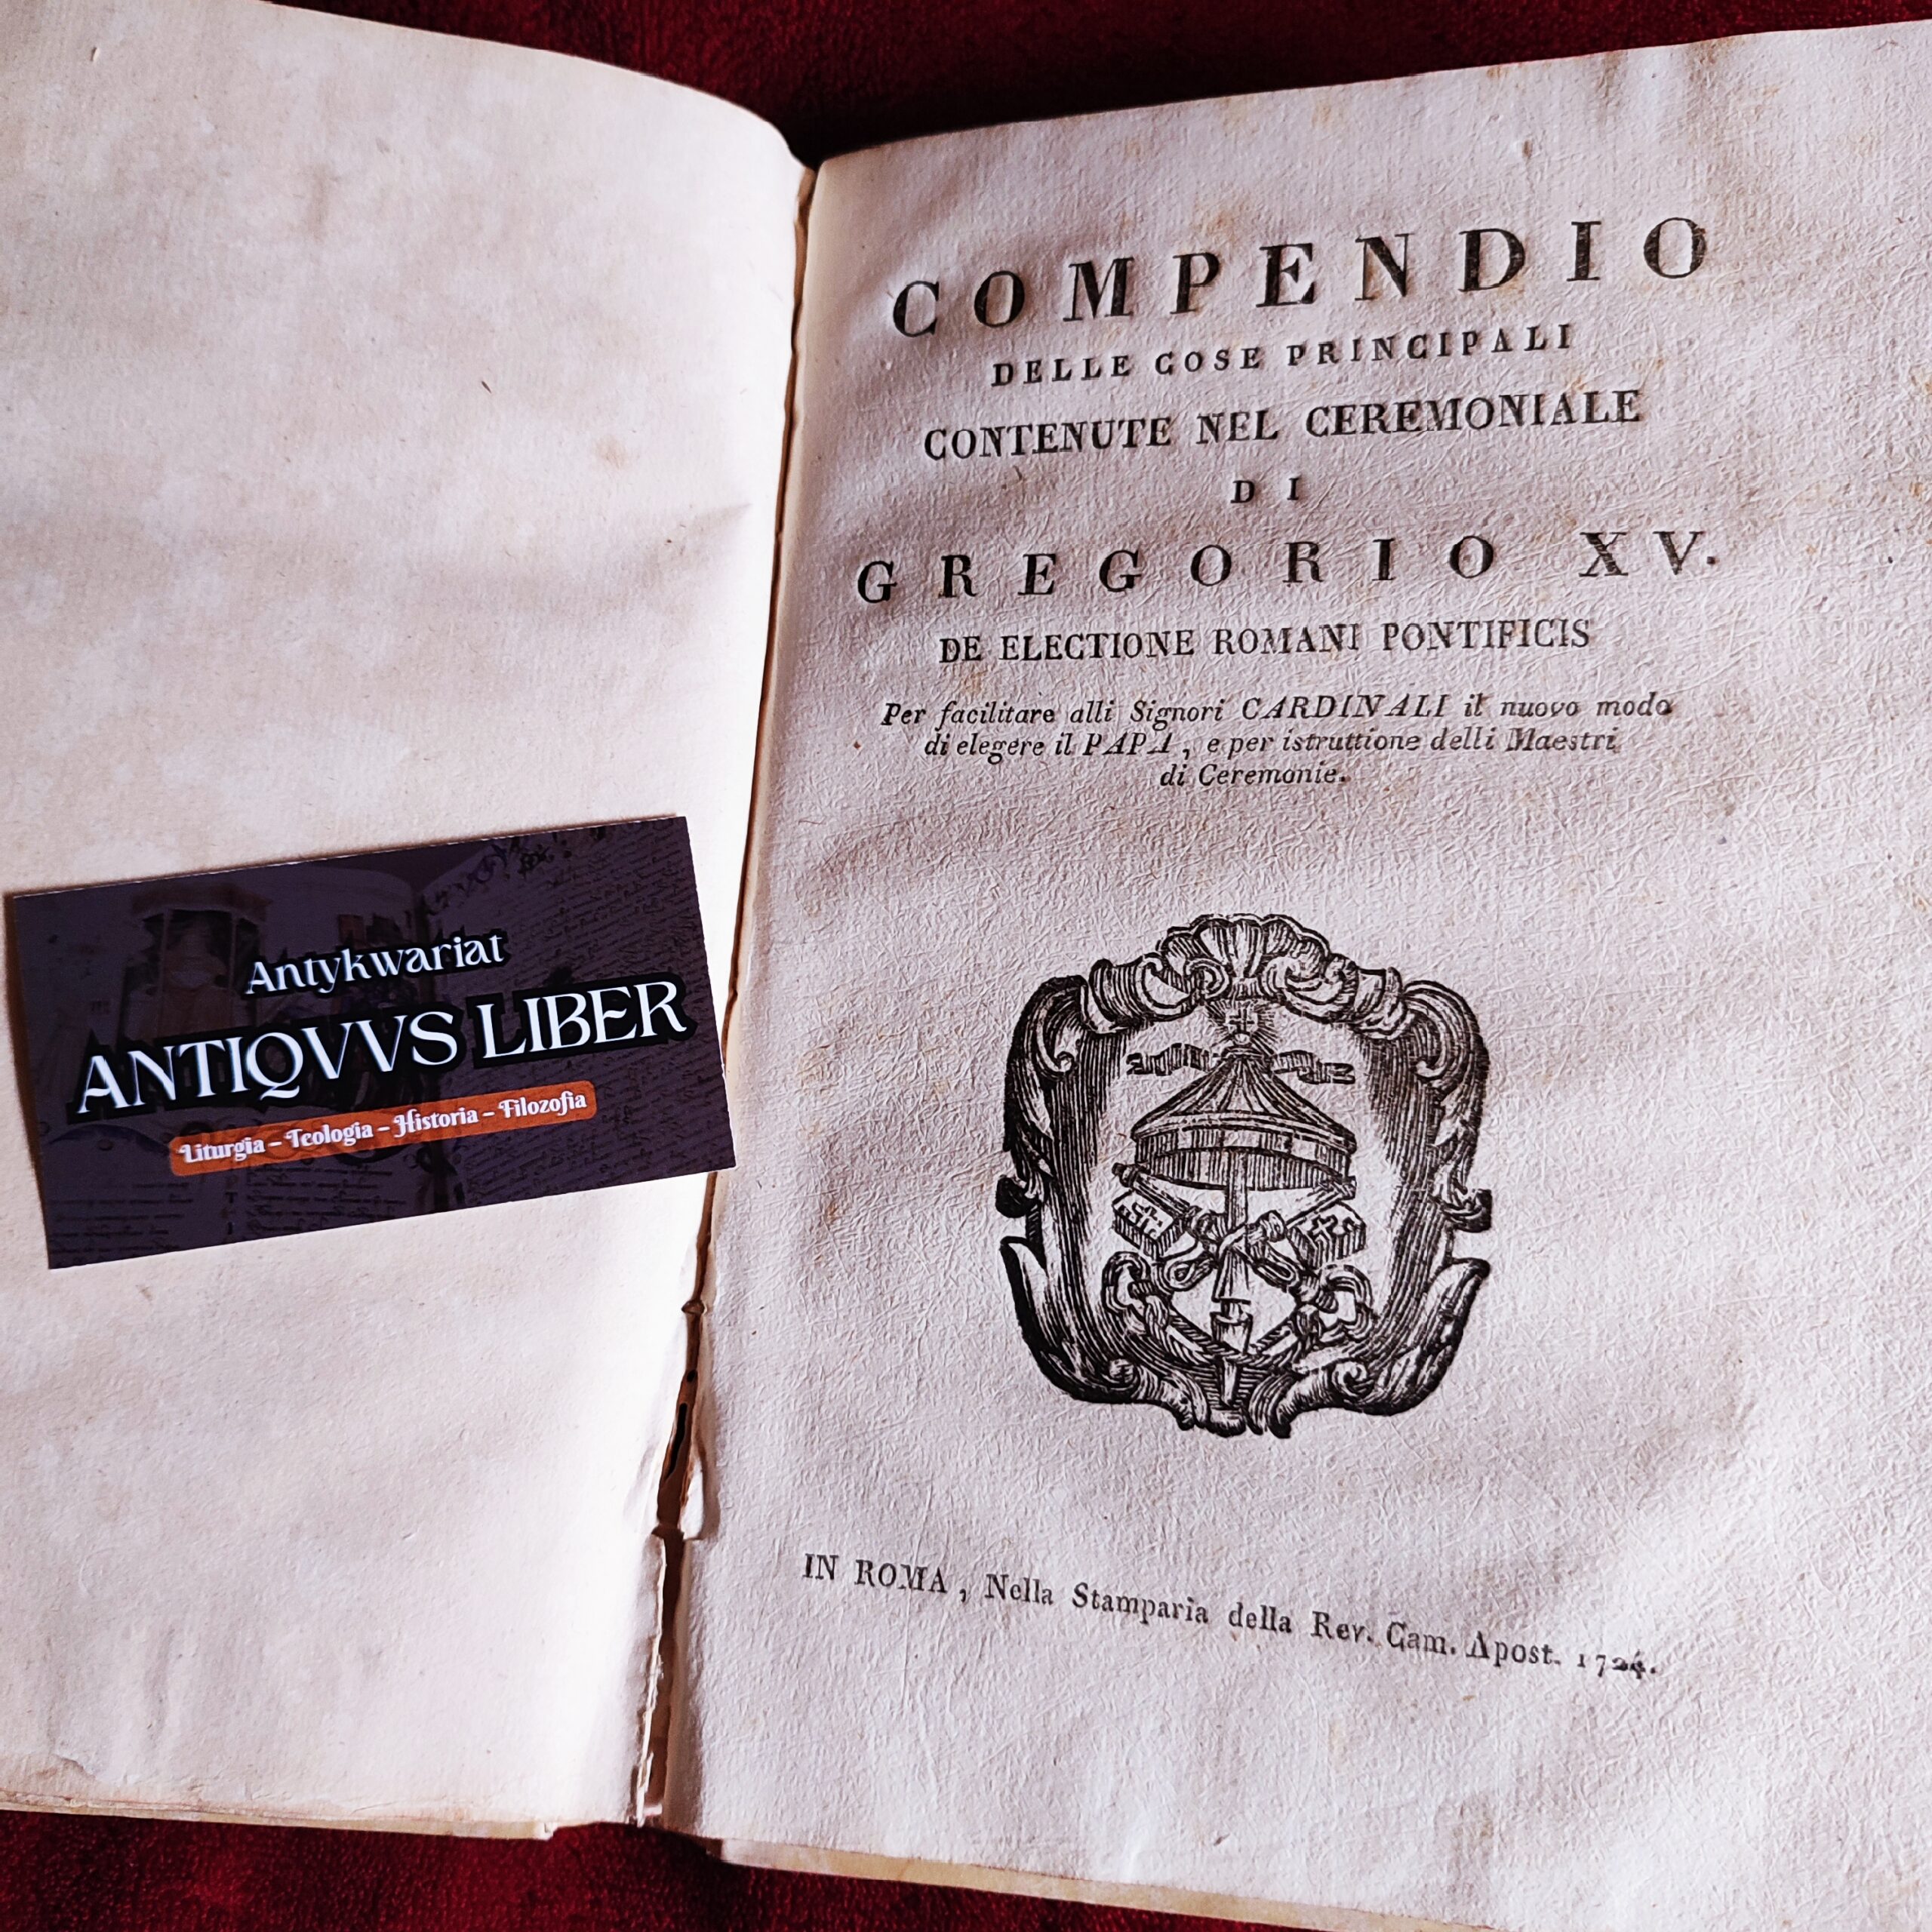 Antykwariat
ANTIQVVS LIBER
Liturgia – Teologia – Historia – Filozofia
COMPENDIO
DELLE COSE PRINCIPALI
CONTENUTE NEL CEREMONIALE
DI
GREGORIO XV.
DE ELECTIONE ROMANI PONTIFICIS
Per facilitare alli Signori CARDINALI il nuovo modo
di elegere il PAPA, e per istruttione delli Maestri
di Ceremonie.
IN ROMA, Nella Stamparia della Rev. Cam. Apost. 1724.